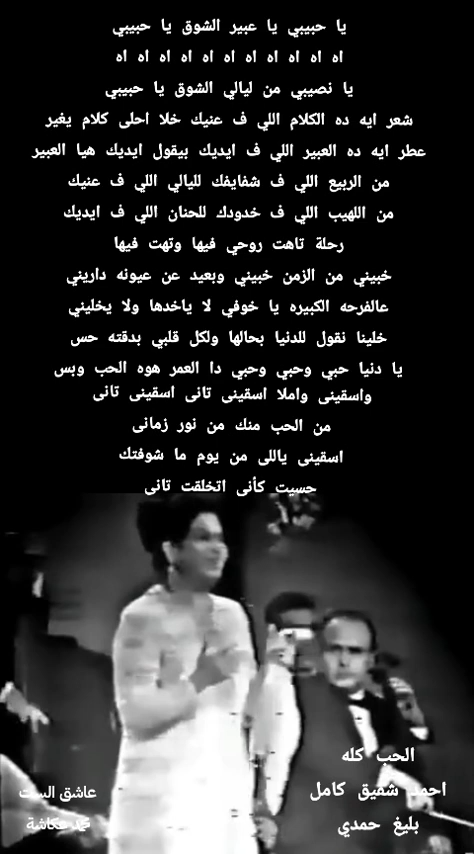 يا حبيبي يا عبير الشوق يا حبيبي
اه اه اه اه اه اه اه اه اه اه اه
يا نصيبي من ليالي الشوق يا حبيبي
شعر ايه ده الكلام اللي ف عنيك خلا احلى كلام يغير
عطر ايه ده العبير اللي ف ايديك بيقول ايديك هيا العبير
من الربيع اللي ف شفايفك لليالي اللي ف عنيك
من اللهيب اللي ف خدودك للحنان اللي ف ايديك
رحلة تاهت روحي فيها وتهت فيها
خبيني من الزمن خبيني وبعيد عن عيونه داريني
عالفرحه الكبيره يا خوفي لا ياخدها ولا يخليني
خلينا نقول للدنيا بحالها ولكل قلبي بدقته حس
يا دنيا حبي وحبي وحبي دا العمر هوه الحب وبس
واسقينى واملا اسقينى تانى اسقينى تانى
من الحب منك من نور زمانى
اسقينى ياللى من يوم ما شوفتك
حسيت كأنى اتخلقت تانى
الحب كله
احمد شفيق كامل
بليغ حمدي
عاشق الست
محمد عكاشة